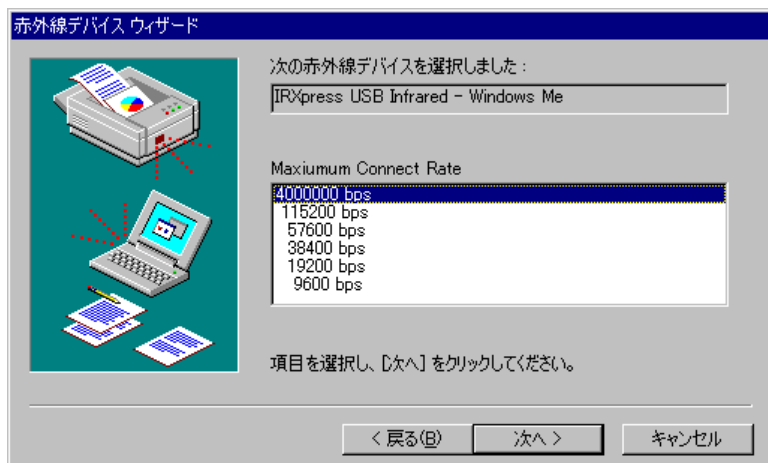 赤外線デバイス ウィザード
次の赤外線デバイスを選択しました :
IRXpress USB Infrared - Windows Me
Maxiumum Connect Rate
4000000 bps
115200 bps
57600 bps
38400 bps
19200 bps
9600 bps
項目を選択し、[次へ] をクリックしてください。
< 戻る(B)
次へ >
キャンセル